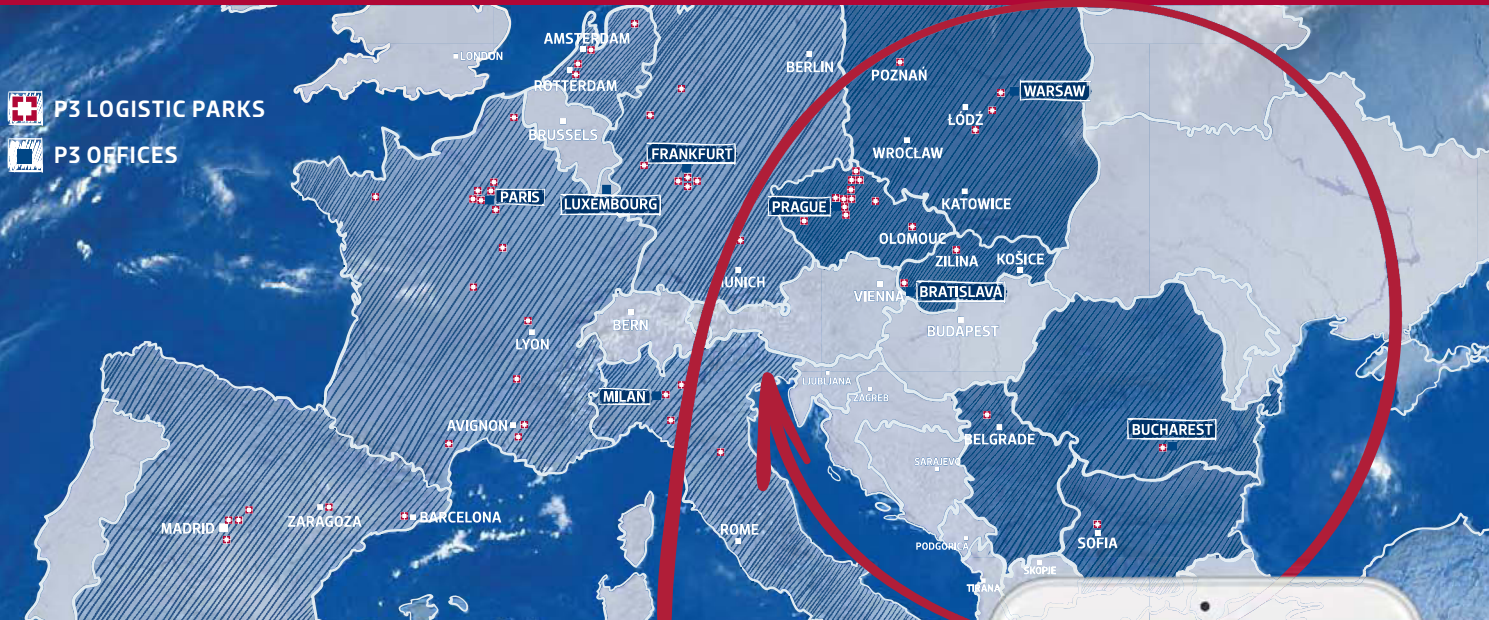 LONDON
AMSTERDAM
ROTTERDAM
BRUSSELS
BERLIN
POZNAŃ
WARSAW
ŁÓDŹ
WROCŁAW
P3 LOGISTIC PARKS
P3 OFFICES
FRANKFURT
PARIS
LUXEMBOURG
PRAGUE
KATOWICE
OLOMOUC
ZILINA
KOŠICE
MUNICH
VIENNA
BRATISLAVA
BERN
BUDAPEST
LYON
LJUBLJANA
ZAGREB
MILAN
AVIGNON
BELGRADE
BUCHAREST
SARAJEVO
MADRID
ZARAGOZA
BARCELONA
ROME
PODGORICA
SOFIA
SKOPJE
TIRANA